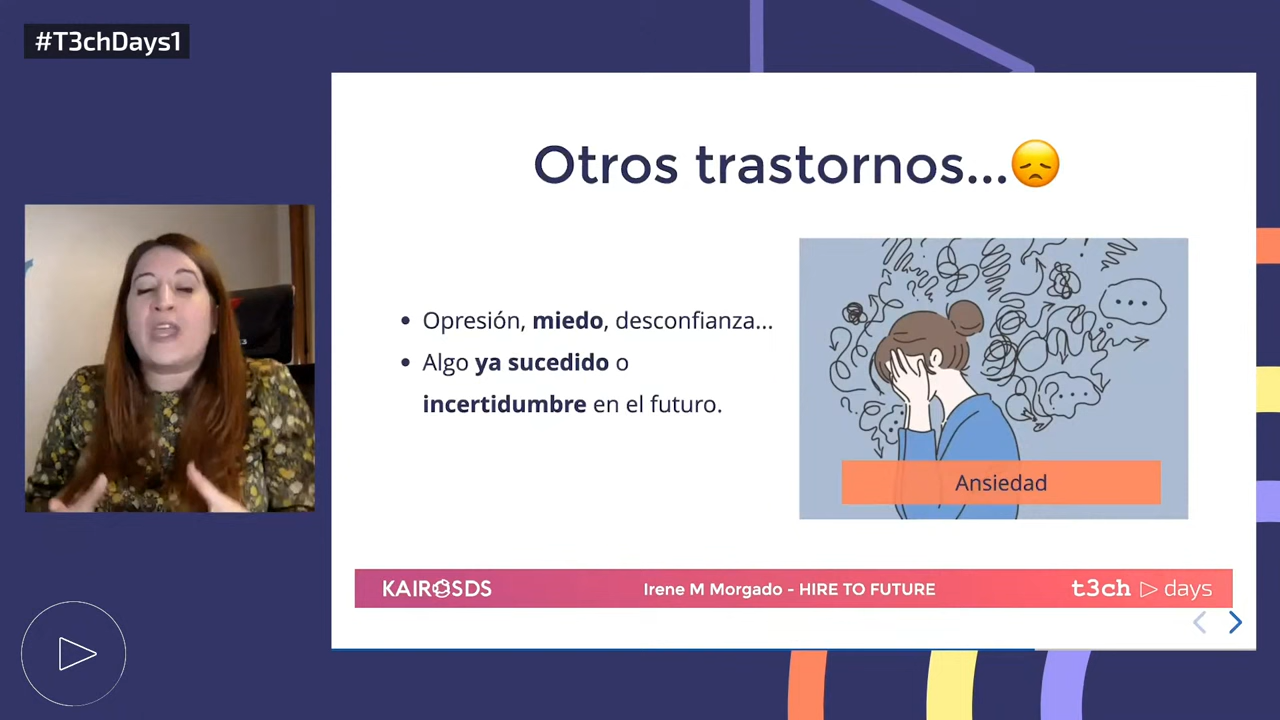 #T3chDays1
Otros trastornos...
• Opresión, miedo, desconfianza...
• Algo ya sucedido o
incertidumbre en el futuro.
Ansiedad
KAIROSDS
Irene M Morgado - HIRE TO FUTURE
t3ch days